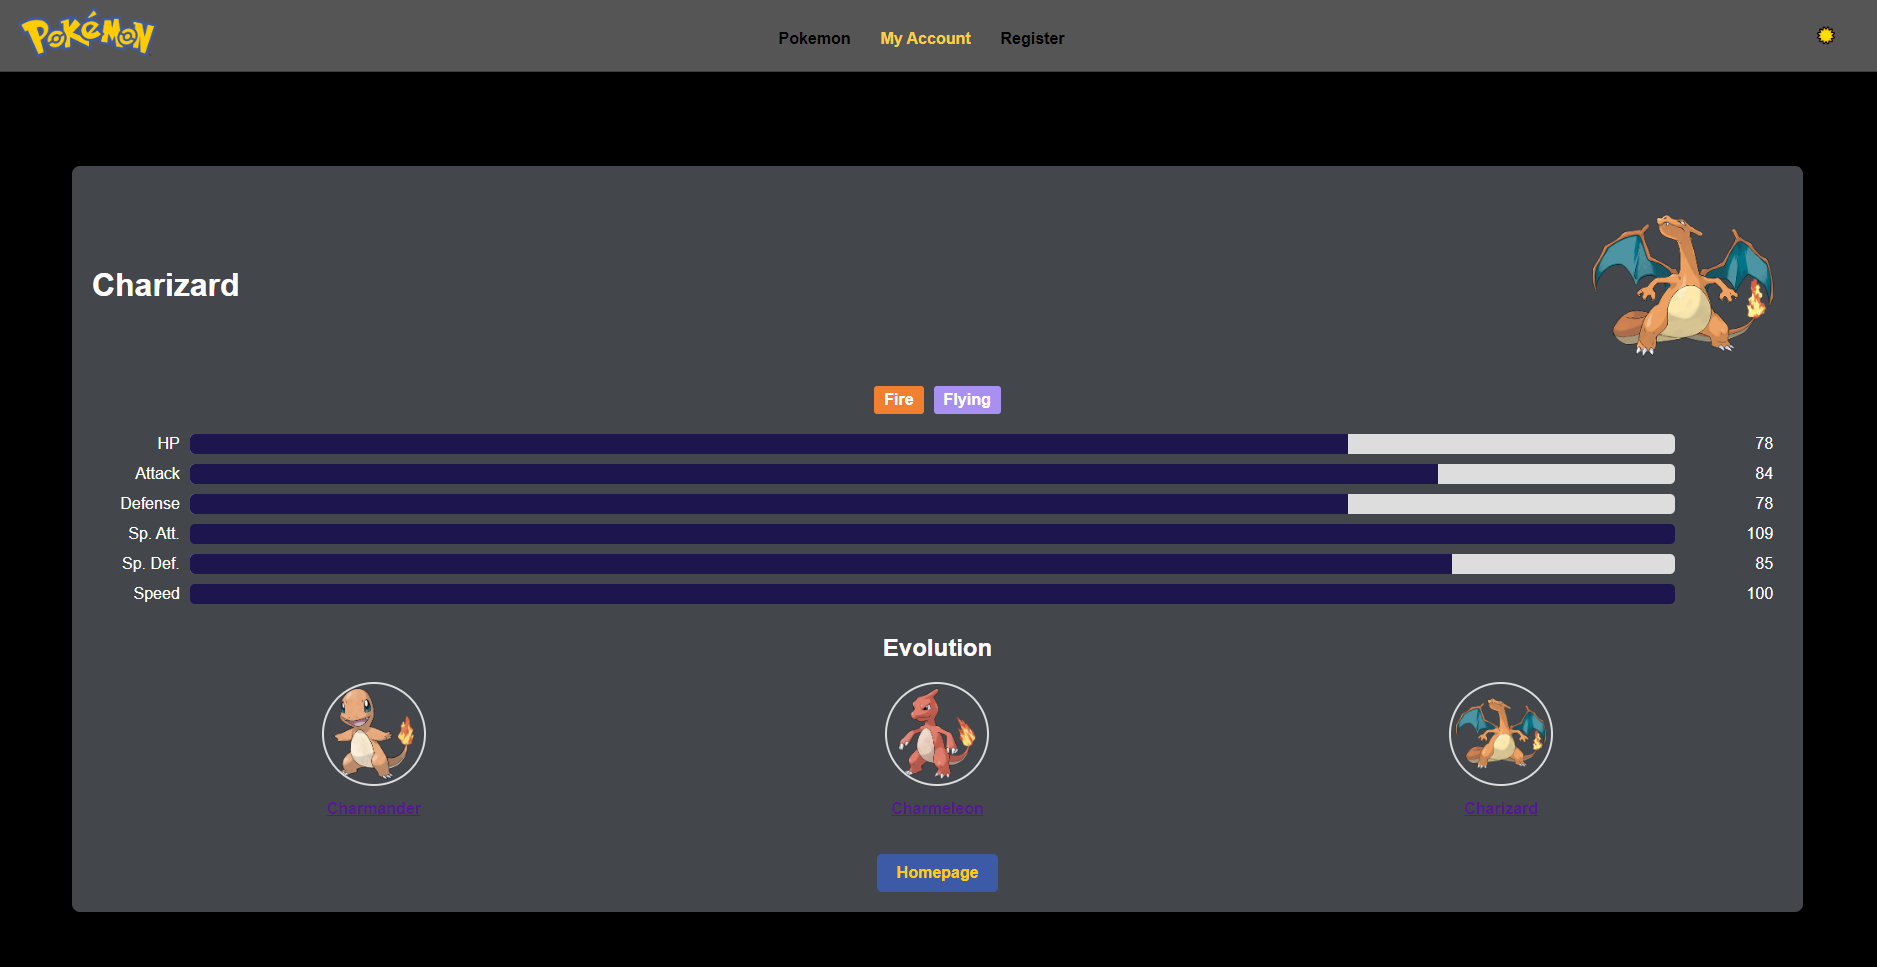 POKéMON
Pokemon My Account Register
Charizard
Fire Flying
HP 78
Attack 84
Defense 78
Sp. Att. 109
Sp. Def. 85
Speed 100
Evolution
Charmander Charmeleon Charizard
Homepage